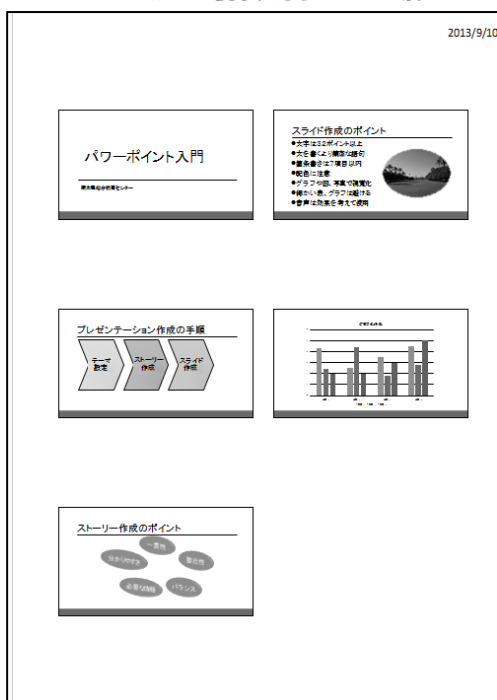 2013/9/10
パワーポイント入門
スライド作成のポイント
●文字は32ポイント以上
●文を書くより簡潔な語句
●箇条書きは7項目以内
●配色に注意
●グラフや図、写真で視覚化
●細かい表、グラフは避ける
●音声は効果を考えて使用
プレゼンテーション作成の手順
テーマ
設定
ストーリー
作成
スライド
作成
ストーリー作成のポイント
一貫性
分かりやすさ
整合性
必要な情報
バランス